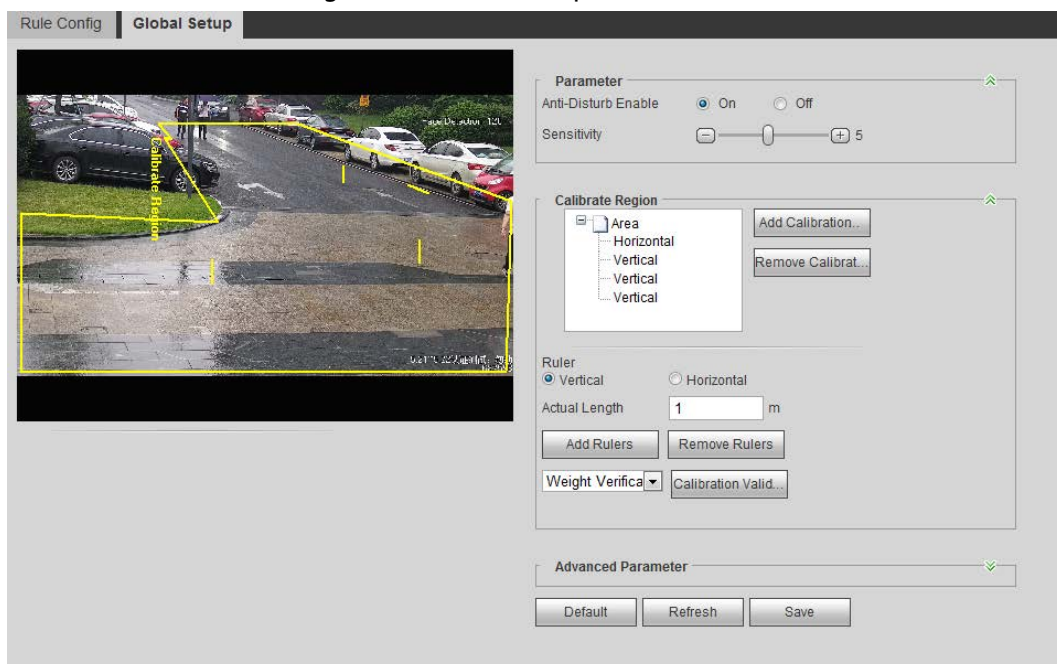 Rule Config
Global Setup
Calibrate Region
Parameter
Anti-Disturb Enable
On
Off
Sensitivity
5
Calibrate Region
Area
Horizontal
Vertical
Vertical
Vertical
Add Calibration..
Remove Calibrat...
Ruler
Vertical
Horizontal
Actual Length
1
m
Add Rulers
Remove Rulers
Weight Verifica
Calibration Valid...
Advanced Parameter
Default
Refresh
Save